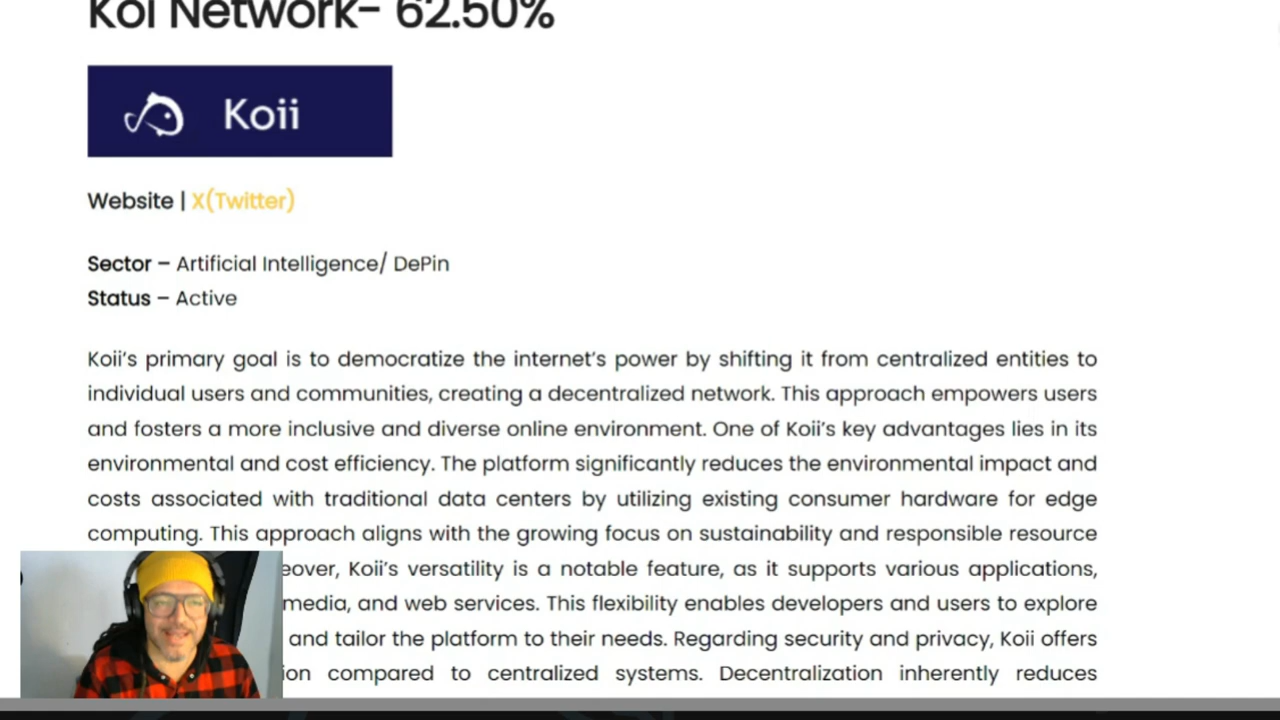 Koi Network- 62.50%
Koii
Website | X(Twitter)
Sector – Artificial Intelligence/ DePin
Status – Active
Koii's primary goal is to democratize the internet's power by shifting it from centralized entities to
individual users and communities, creating a decentralized network. This approach empowers users
and fosters a more inclusive and diverse online environment. One of Koii's key advantages lies in its
environmental and cost efficiency. The platform significantly reduces the environmental impact and
costs associated with traditional data centers by utilizing existing consumer hardware for edge
computing. This approach aligns with the growing focus on sustainability and responsible resource
eover, Koii's versatility is a notable feature, as it supports various applications,
media, and web services. This flexibility enables developers and users to explore
and tailor the platform to their needs. Regarding security and privacy, Koii offers
ion compared to centralized systems. Decentralization inherently reduces